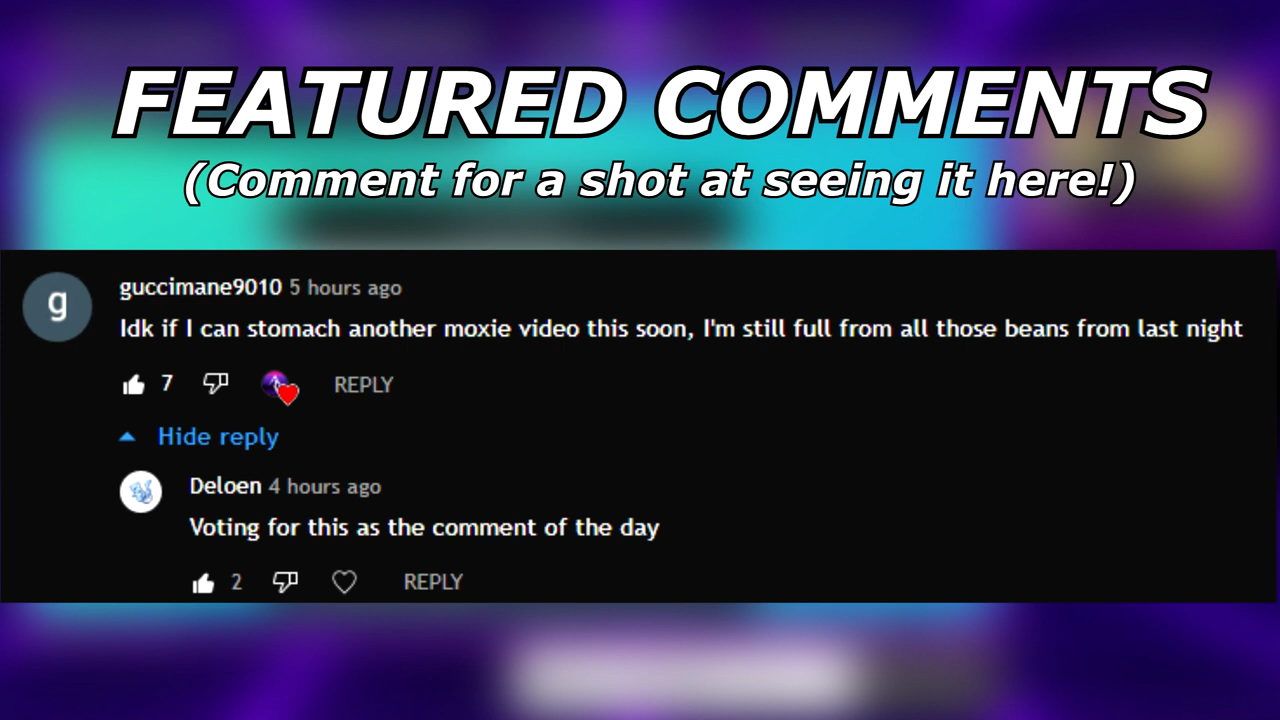 FEATURED COMMENTS
(Comment for a shot at seeing it here!)
g
guccimane9010 5 hours ago
Idk if I can stomach another moxie video this soon, I'm still full from all those beans from last night
7 REPLY
Hide reply
Deloen 4 hours ago
Voting for this as the comment of the day
2 REPLY